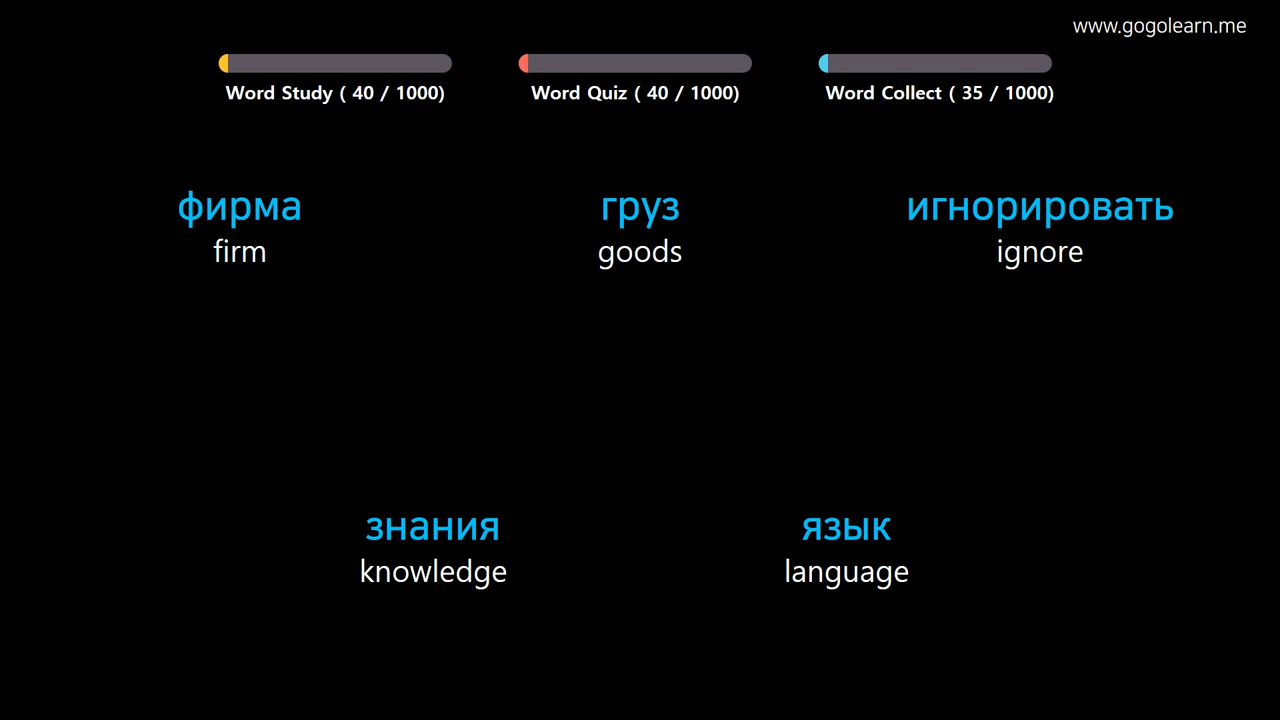 www.gogolearn.me
Word Study ( 40 / 1000)
Word Quiz ( 40 / 1000)
Word Collect ( 35 / 1000)
фирма
firm
груз
goods
игнорировать
ignore
знания
knowledge
язык
language